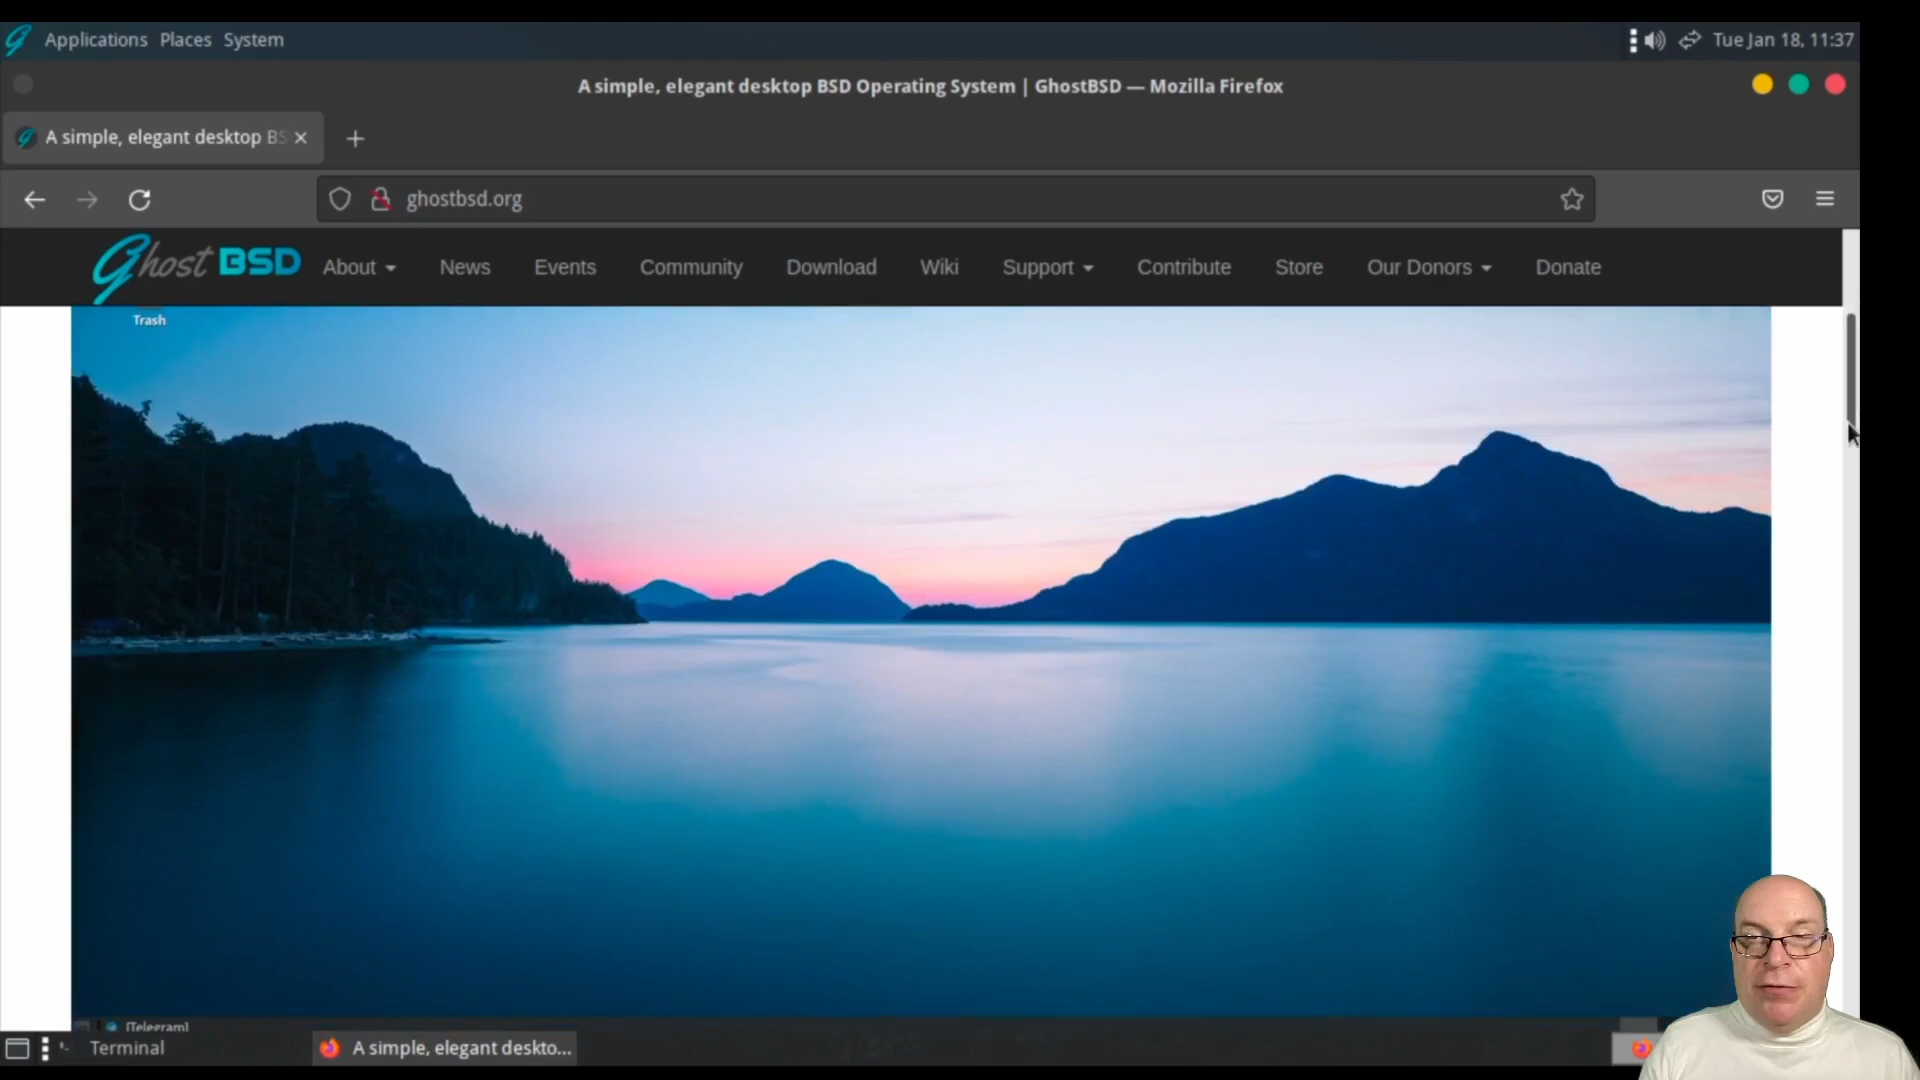 Applications Places System
Tue Jan 18, 11:37
A simple, elegant desktop BSD Operating System | GhostBSD — Mozilla Firefox
A simple, elegant desktop BS
ghostbsd.org
Ghost BSD
About News Events Community Download Wiki Support Contribute Store Our Donors Donate
Trash
[Telegram]
Terminal
A simple, elegant deskto...